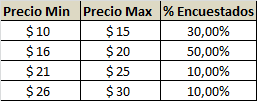 Precio Min Precio Max % Encuestados
$ 10 $ 15 30,00%
$ 16 $ 20 50,00%
$ 21 $ 25 10,00%
$ 26 $ 30 10,00%